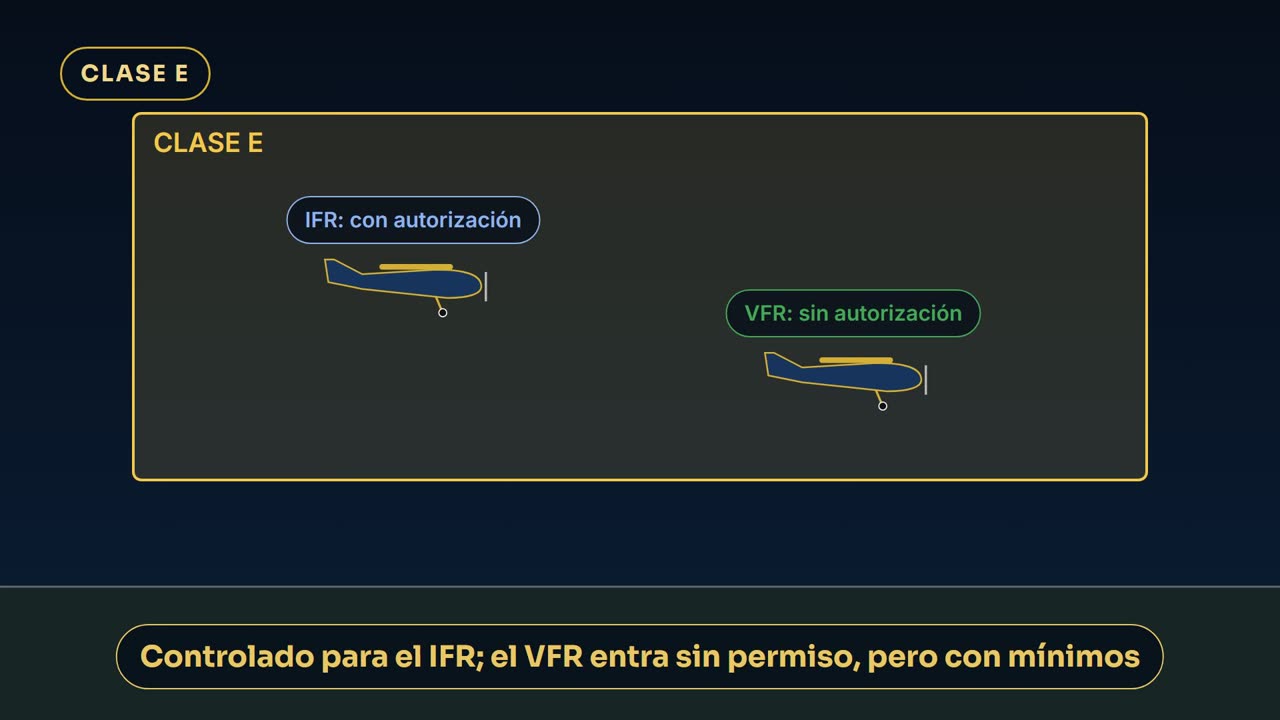 CLASE E
CLASE E
IFR: con autorización
VFR: sin autorización
Controlado para el IFR; el VFR entra sin permiso, pero con mínimos